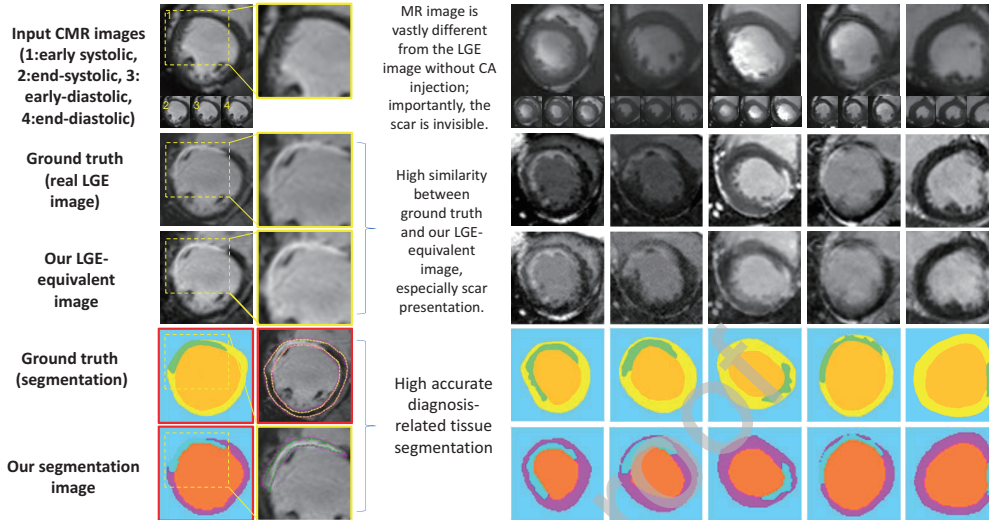 Input CMR images
(1:early systolic,
2:end-systolic, 3:
early-diastolic,
4:end-diastolic)
1
2 3 4
MR image is
vastly different
from the LGE
image without CA
injection;
importantly, the
scar is invisible.
Ground truth
(real LGE
image)
Our LGE-
equivalent
image
High similarity
between
ground truth
and our LGE-
equivalent
image,
especially scar
presentation.
Ground truth
(segmentation)
Our segmentation
image
High accurate
diagnosis-
related tissue
segmentation